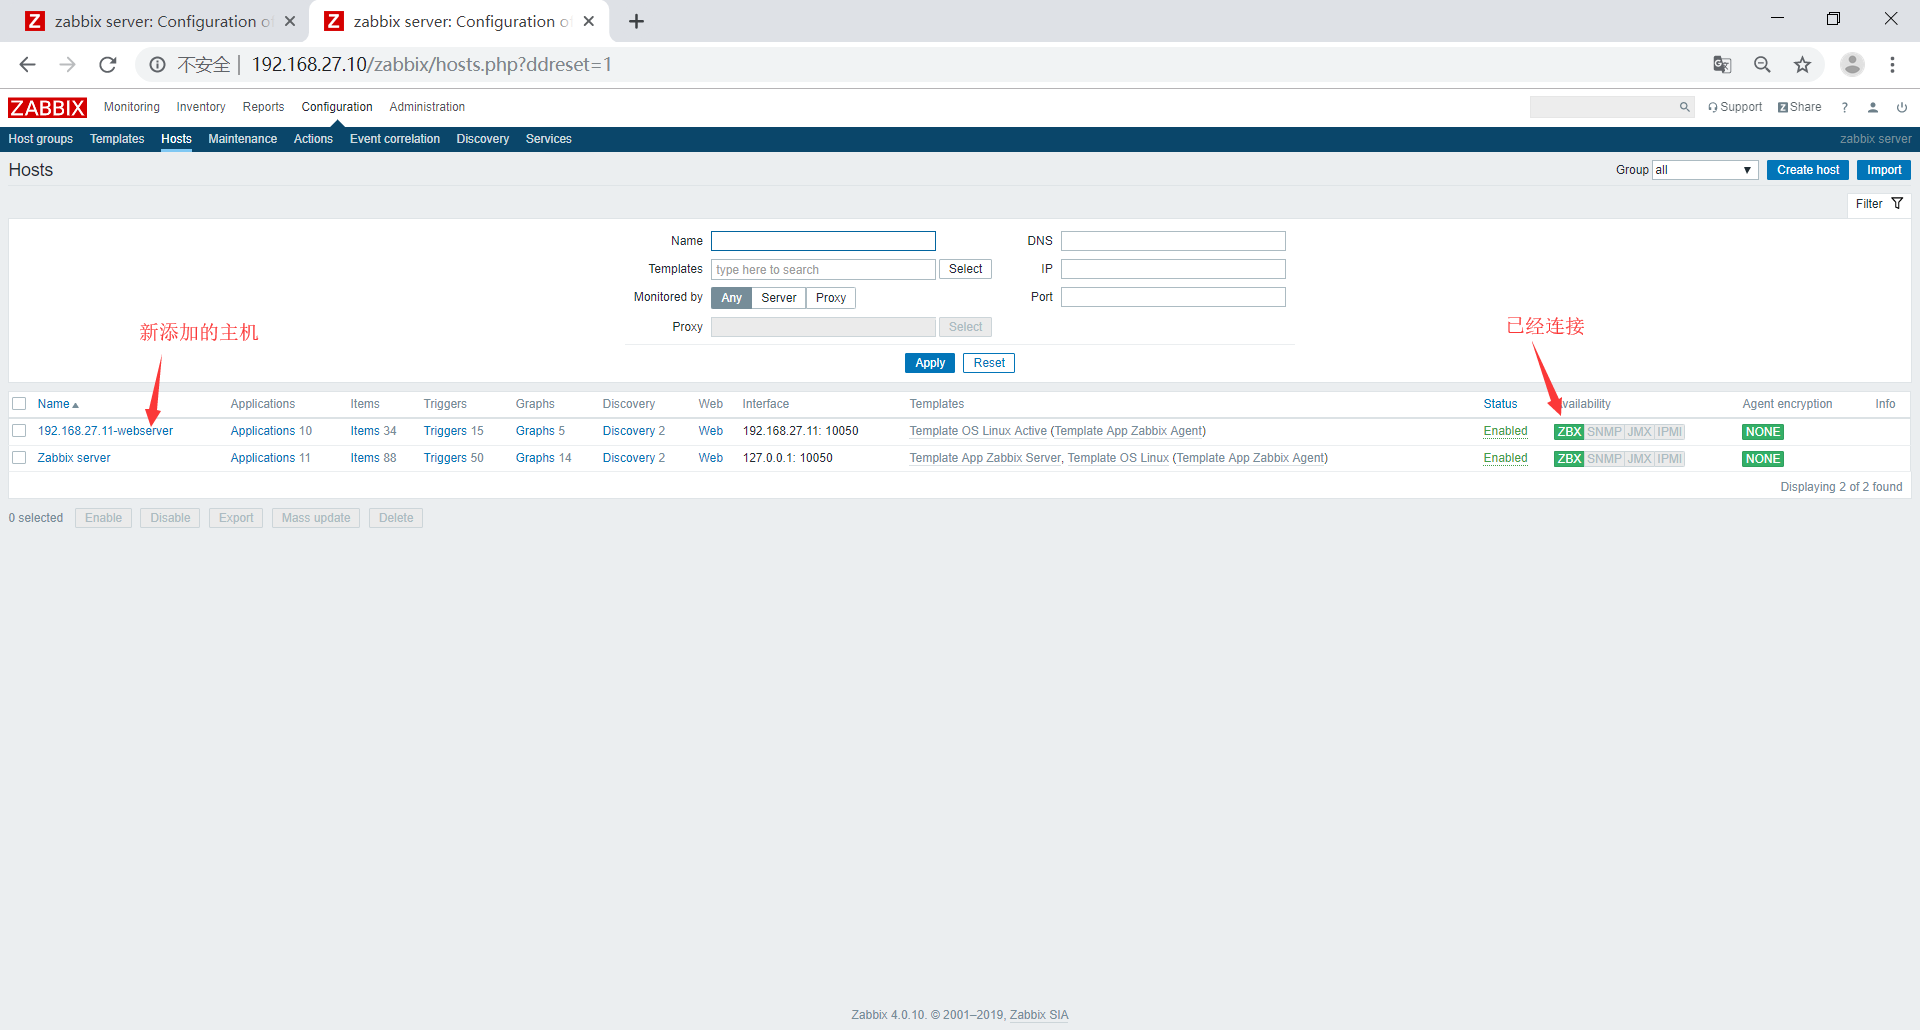 zabbix server: Configuration o
zabbix server: Configuration o
不安全 | 192.168.27.10/zabbix/hosts.php?ddreset=1
ZABBIX Monitoring Inventory Reports Configuration Administration Support Z Share ?
Host groups Templates Hosts Maintenance Actions Event correlation Discovery Services zabbix server
Hosts Group all Create host Import
Filter
Name DNS
Templates type here to search Select IP
Monitored by Any Server Proxy Port
Proxy Select
新添加的主机 已经连接
Apply Reset
Name Applications Items Triggers Graphs Discovery Web Interface Templates Status vailability Agent encryption Info
192.168.27.11-webserver Applications 10 Items 34 Triggers 15 Graphs 5 Discovery 2 Web 192.168.27.11: 10050 Template OS Linux Active (Template App Zabbix Agent) Enabled ZBX SNMP JMX IPMI NONE
Zabbix server Applications 11 Items 88 Triggers 50 Graphs 14 Discovery 2 Web 127.0.0.1: 10050 Template App Zabbix Server, Template OS Linux (Template App Zabbix Agent) Enabled ZBX SNMP JMX IPMI NONE
Displaying 2 of 2 found
0 selected Enable Disable Export Mass update Delete
Zabbix 4.0.10. © 2001–2019, Zabbix SIA